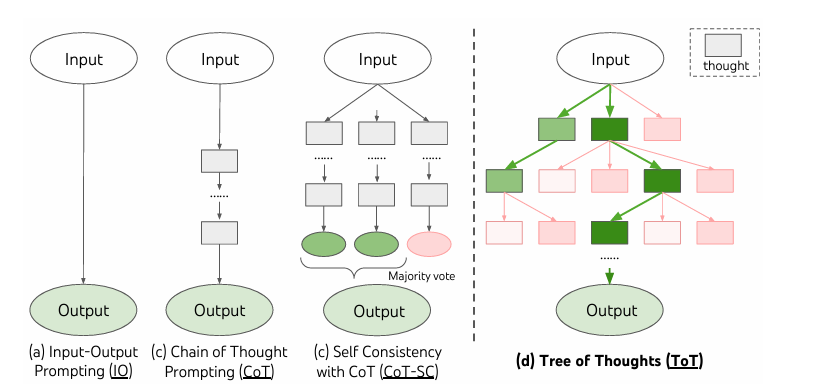 Input
Input
Input
Input
thought
......
......
......
......
......
Majority vote
Output
Output
Output
Output
(a) Input-Output
Prompting (IO)
(c) Chain of Thought
Prompting (CoT)
(c) Self Consistency
with CoT (CoT-SC)
(d) Tree of Thoughts (ToT)